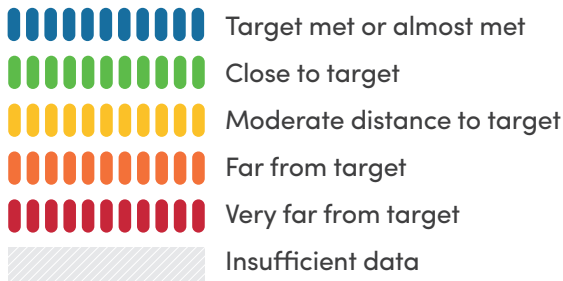 Target met or almost met
Close to target
Moderate distance to target
Far from target
Very far from target
Insufficient data